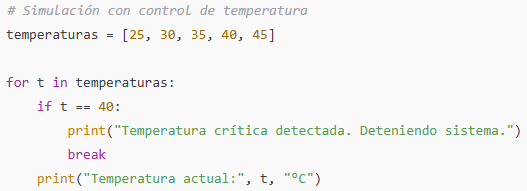 # Simulación con control de temperatura
temperaturas = [25, 30, 35, 40, 45]
for t in temperaturas:
    if t == 40:
        print("Temperatura crítica detectada. Deteniendo sistema.")
        break
    print("Temperatura actual:", t, "ºC")